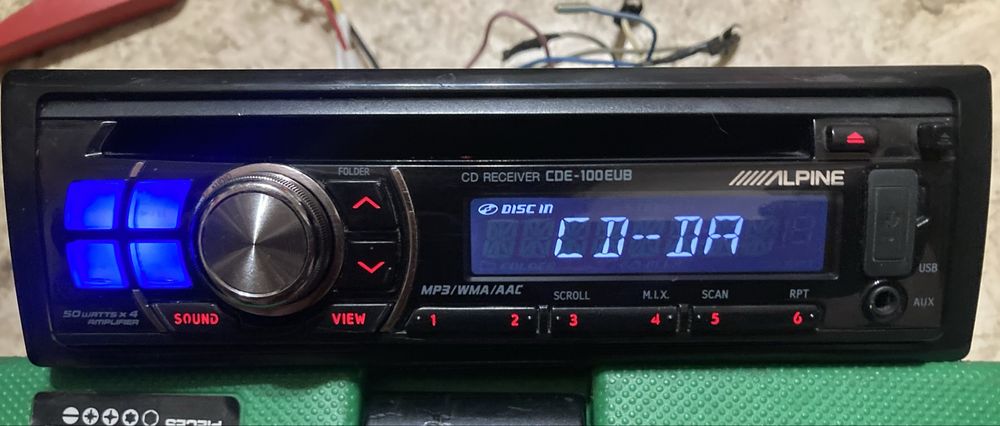 FOLDER
CD RECEIVER CDE-100EUB
ALPINE
DISC IN
CD--DA
MP3/WMA/AAC
SCROLL M.I.X. SCAN RPT
USB
AUX
50 WATTS X 4
AMPLIFIER
SOUND VIEW 1 2 3 4 5 6
PIECES